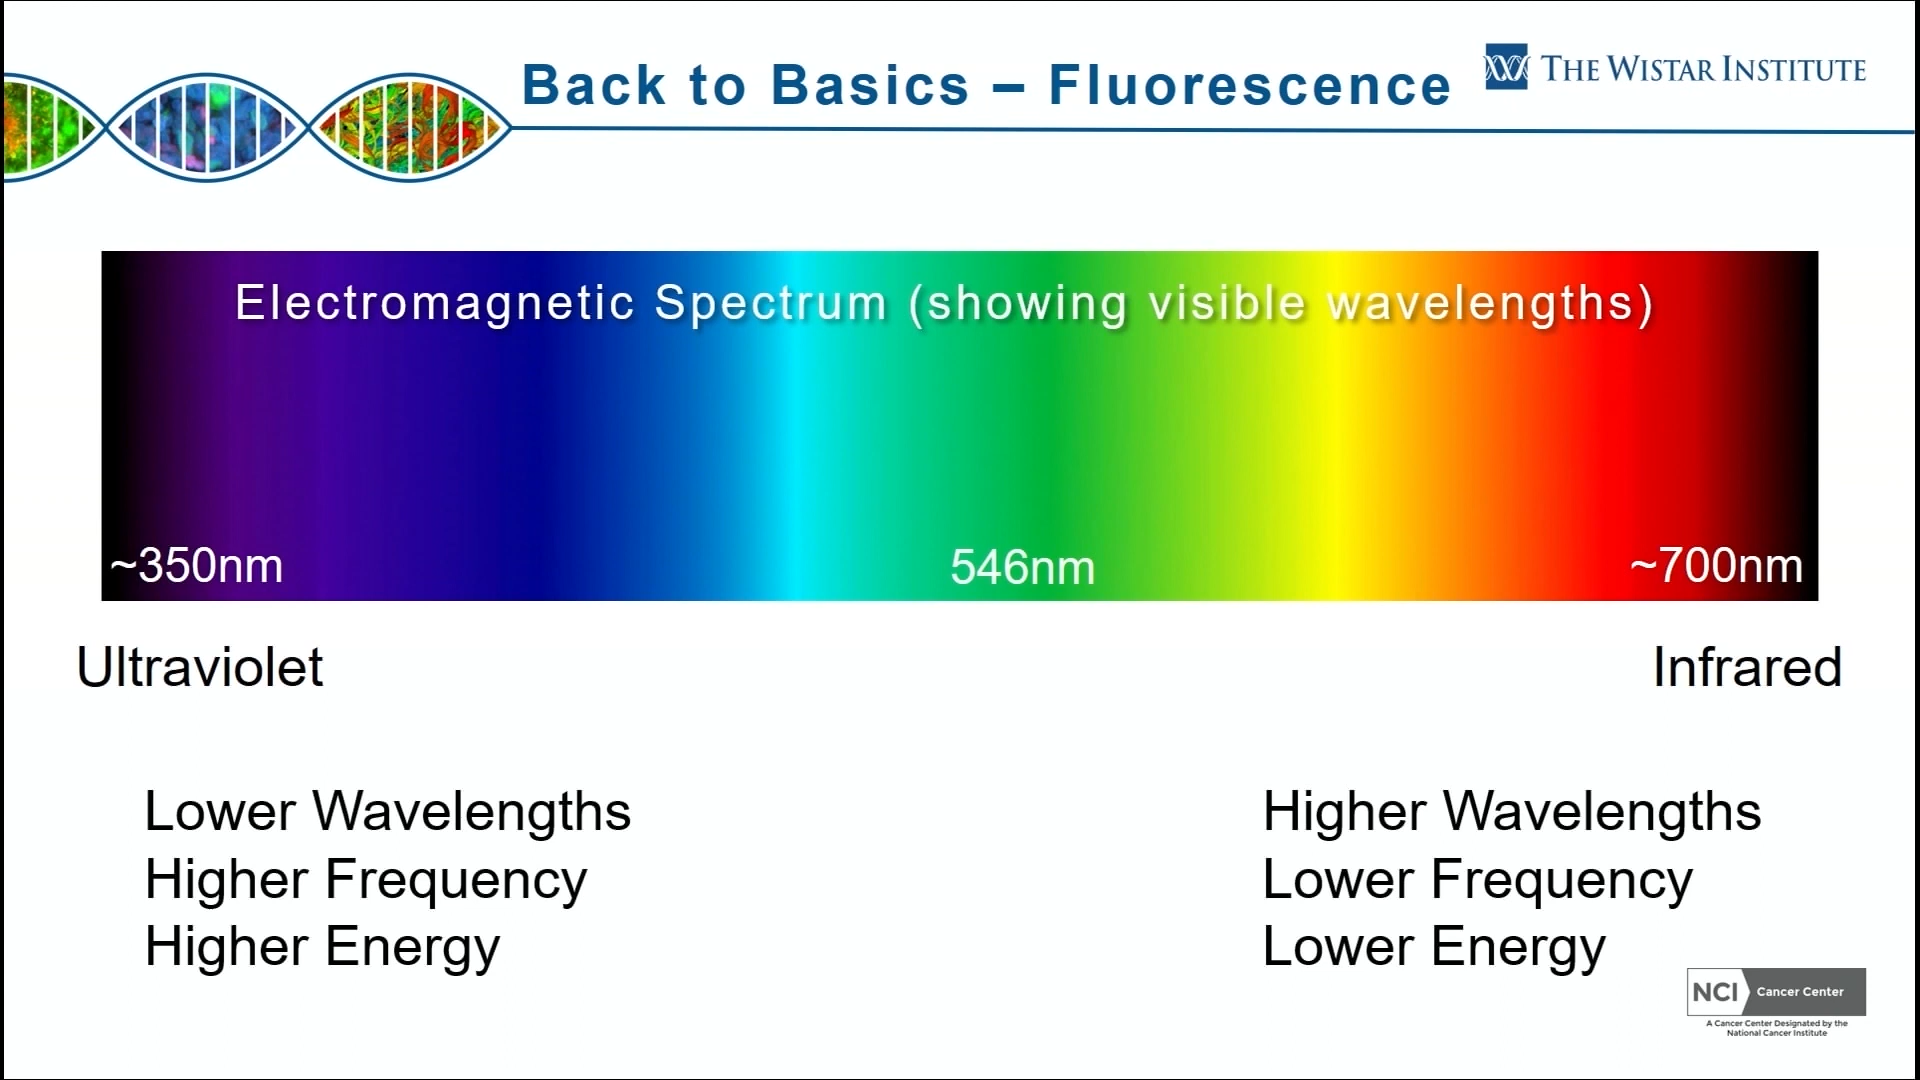 Back to Basics – Fluorescence
THE WISTAR INSTITUTE
Electromagnetic Spectrum (showing visible wavelengths)
~350nm
546nm
~700nm
Ultraviolet
Infrared
Lower Wavelengths
Higher Frequency
Higher Energy
Higher Wavelengths
Lower Frequency
Lower Energy
NCI Cancer Center
A Cancer Center Designated by the
National Cancer Institute